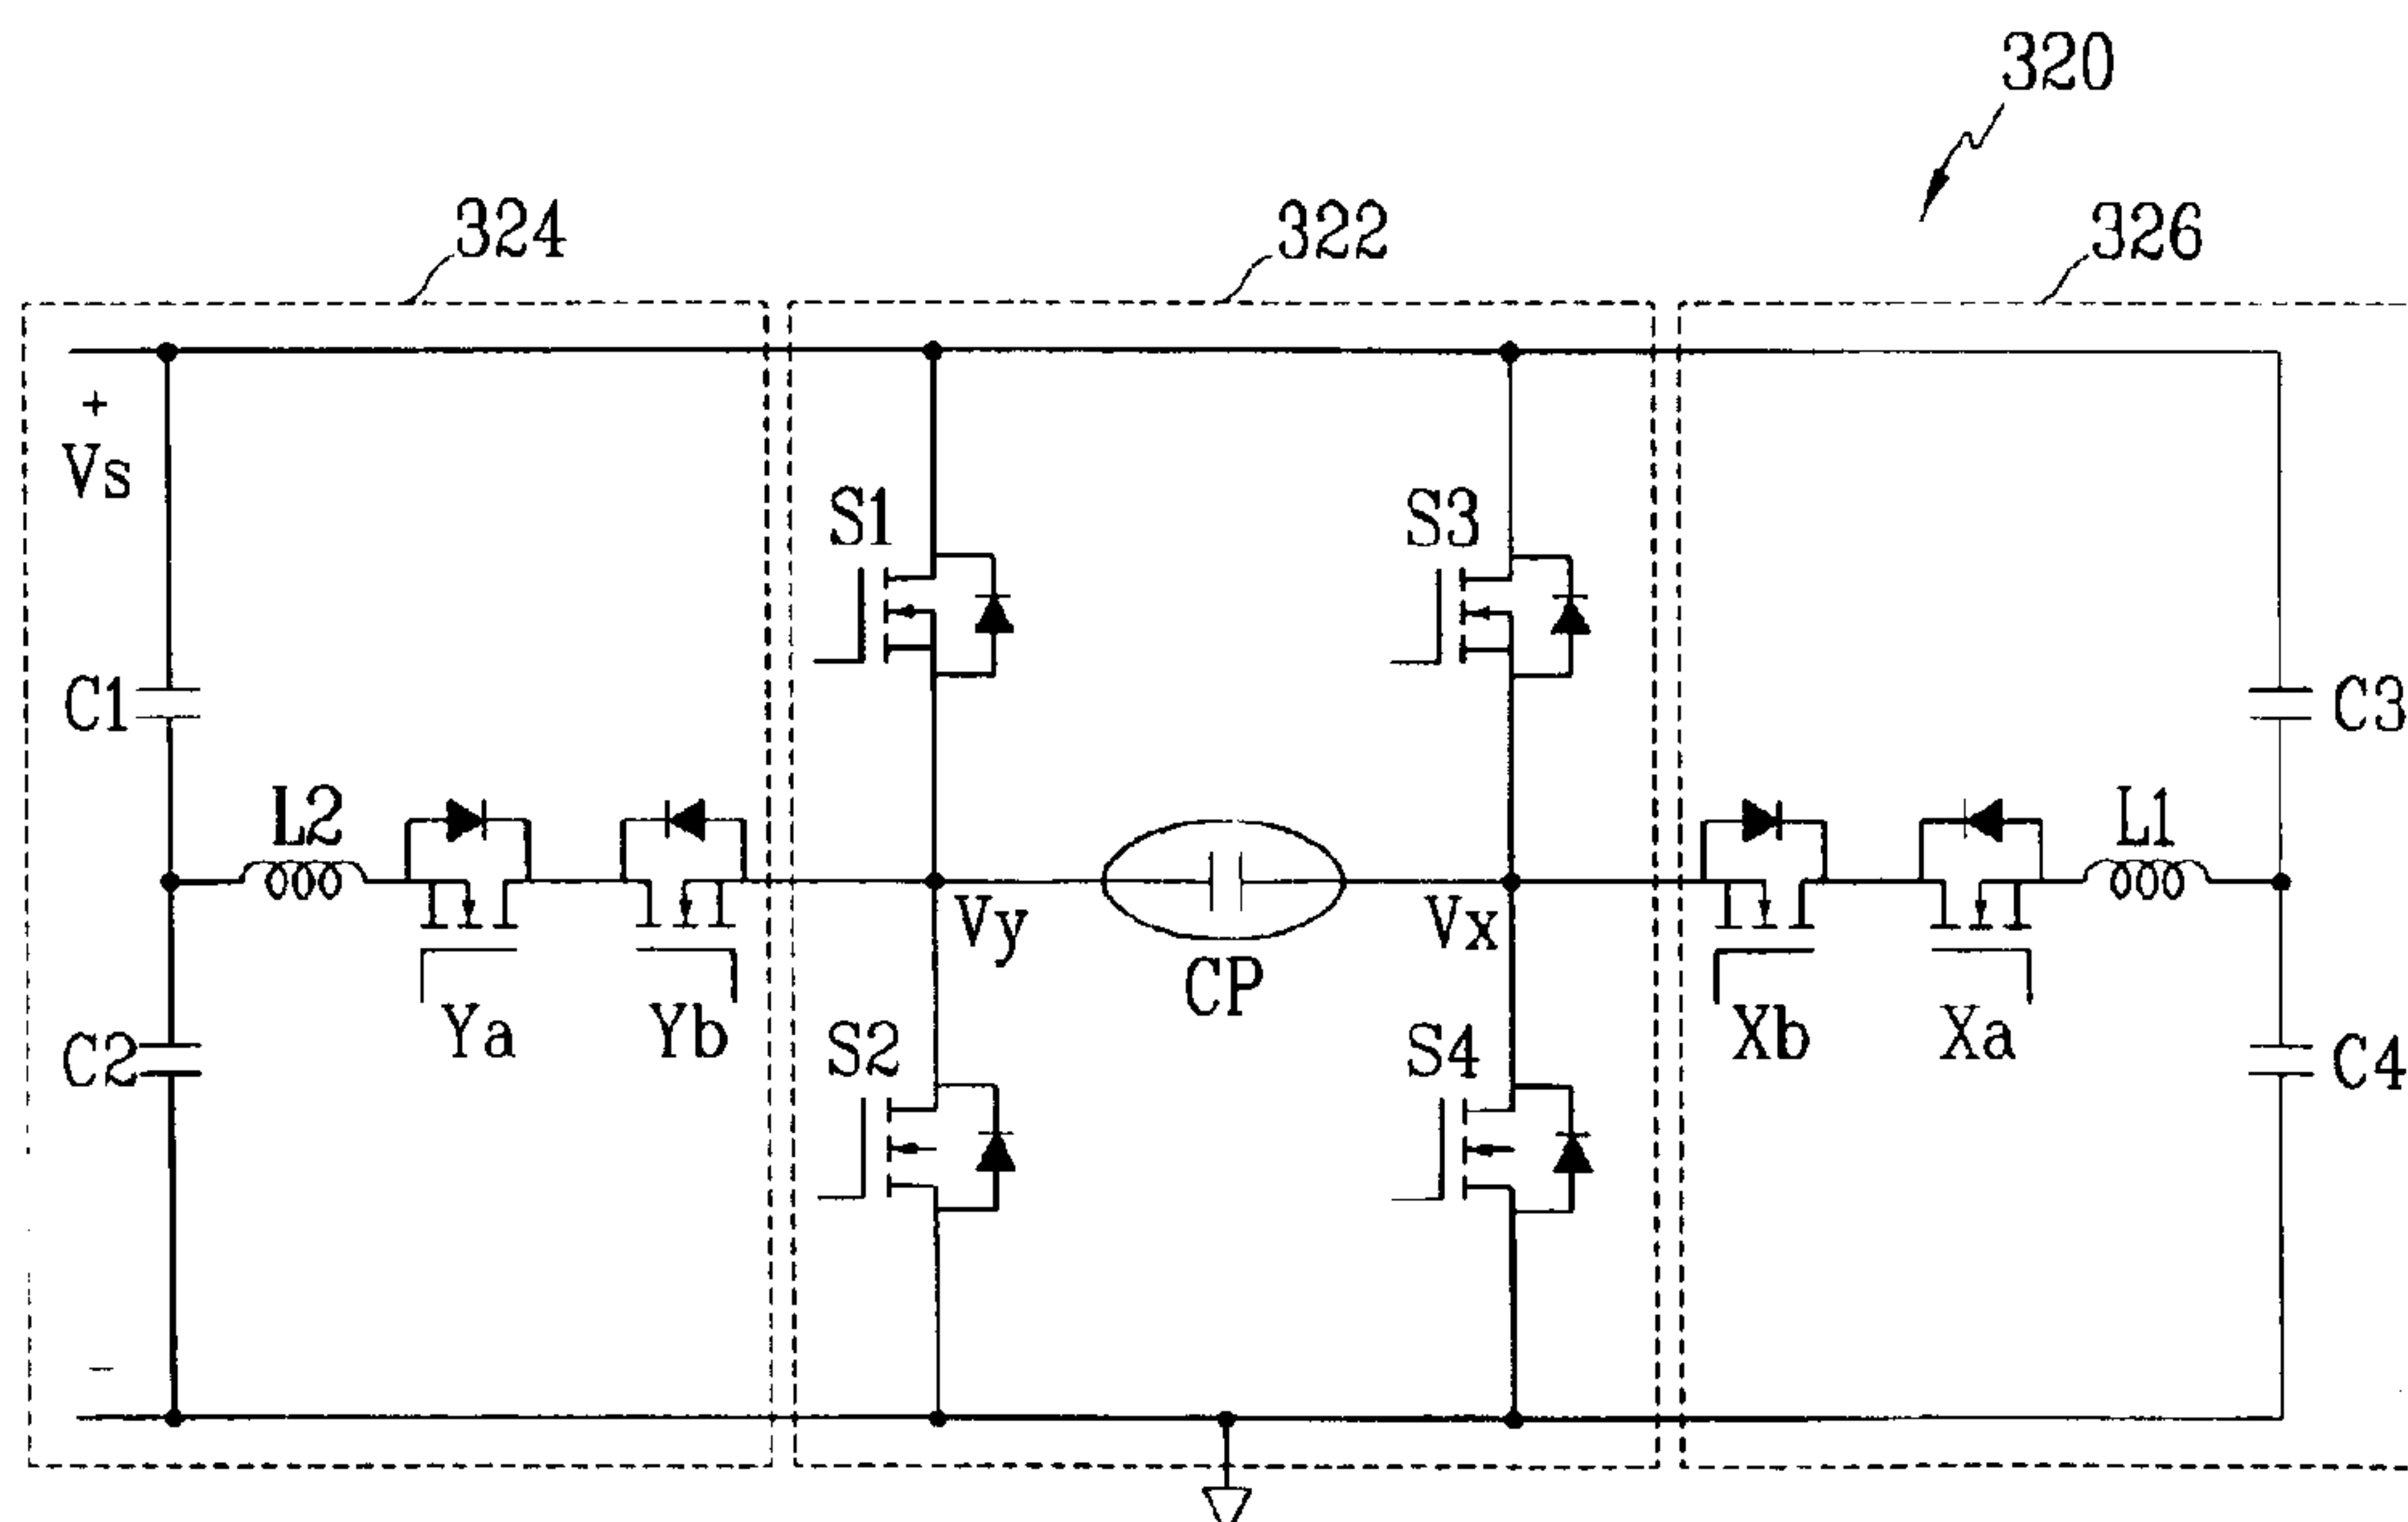 320
324
322
326
+
Vs
S1
S3
C1
C3
L2
L1
Vy
Vx
CP
Ya
Yb
Xb
Xa
C2
S2
S4
C4
−